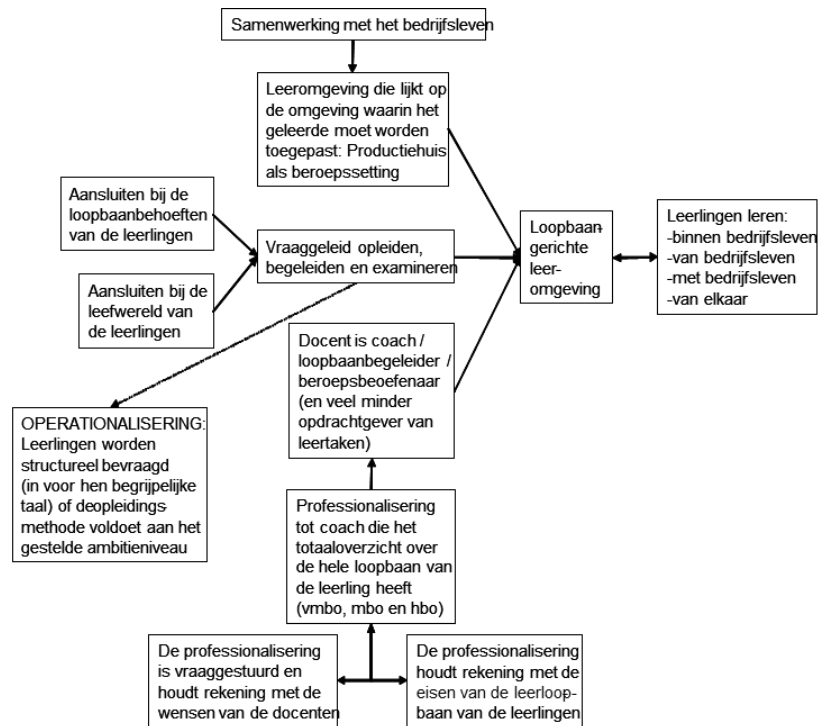 Samenwerking met het bedrijfsleven
Leeromgeving die lijkt op
de omgeving waarin het
geleerde moet worden
toegepast: Productiehuis
als beroepssetting
Aansluiten bij de
loopbaanbehoeften
van de leerlingen
Aansluiten bij de
leefwereld van
de leerlingen
Vraaggeleid opleiden,
begeleiden en examineren
Loopbaan-
gerichte
leer-
omgeving
Leerlingen leren:
-binnen bedrijfsleven
-van bedrijfsleven
-met bedrijfsleven
-van elkaar
Docent is coach /
loopbaanbegeleider /
beroepsbeoefenaar
(en veel minder
opdrachtgever van
leertaken)
OPERATIONALISERING:
Leerlingen worden
structureel bevraagd
(in voor hen begrijpelijke
taal) of deopleidings-
methode voldoet aan het
gestelde ambitieniveau
Professionalisering
tot coach die het
totaaloverzicht over
de hele loopbaan van
de leerling heeft
(vmbo, mbo en hbo)
De professionalisering
is vraaggestuurd en
houdt rekening met de
wensen van de docenten
De professionalisering
houdt rekening met de
eisen van de leerloop-
baan van de leerlingen